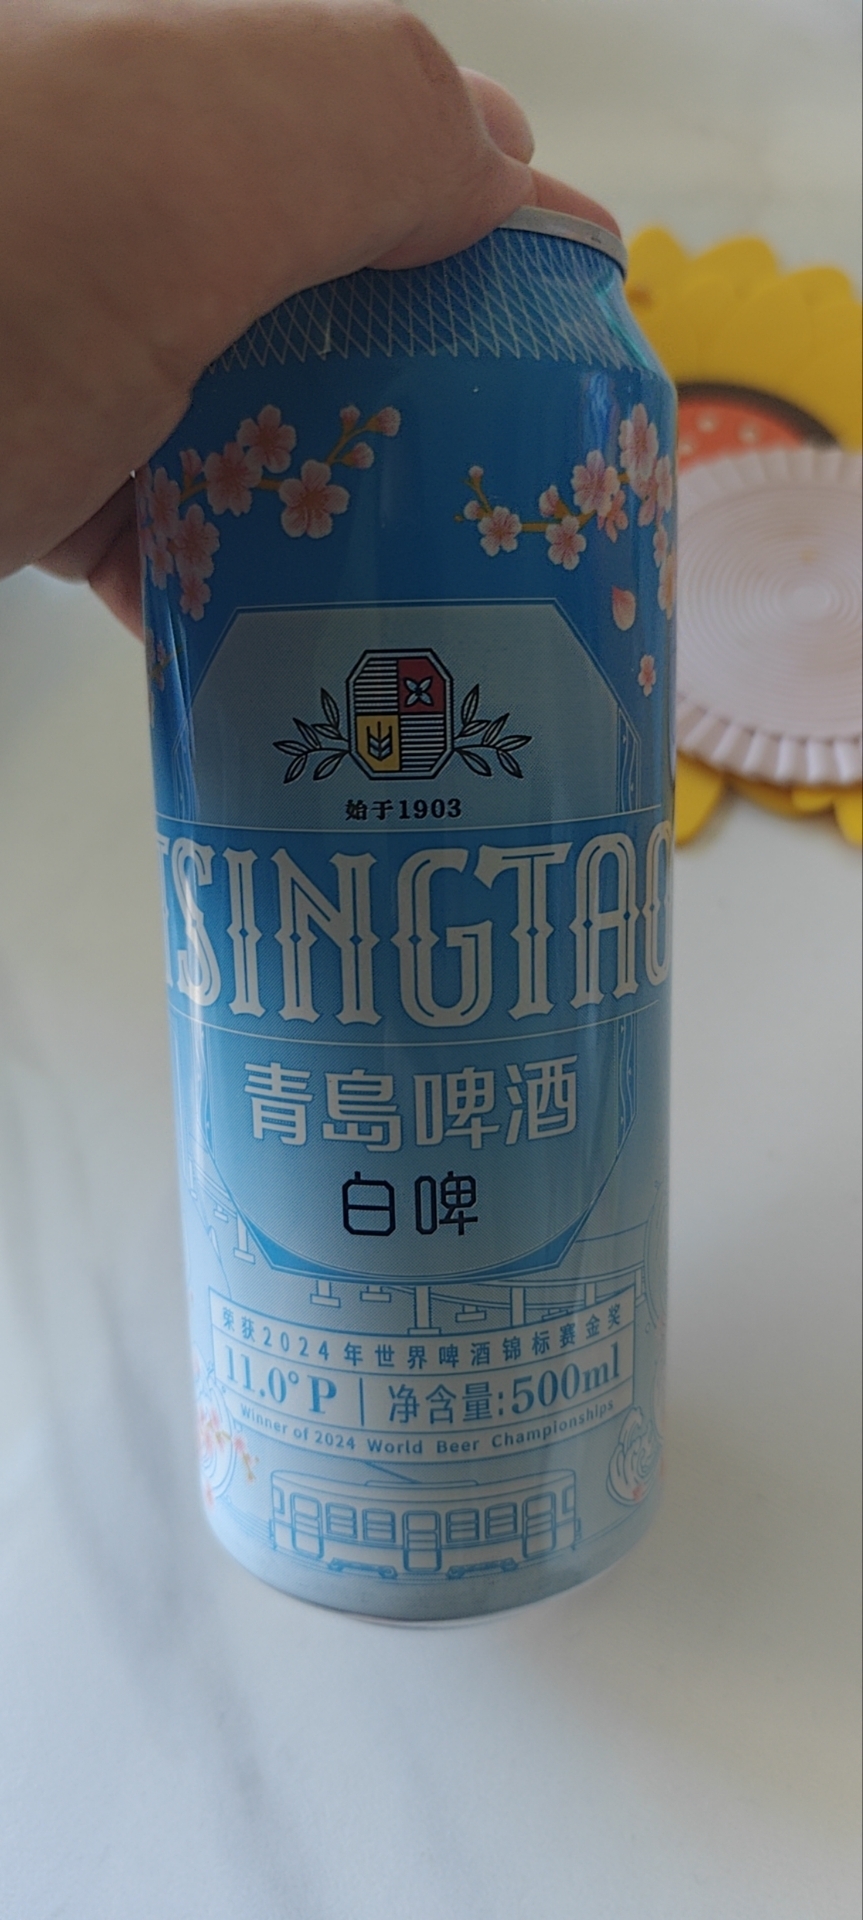 始于1903
TSINGTAO
青島啤酒
白啤
荣获2024年世界啤酒锦标赛金奖
11.0°P | 净含量:500ml
Winner of 2024 World Beer Championships